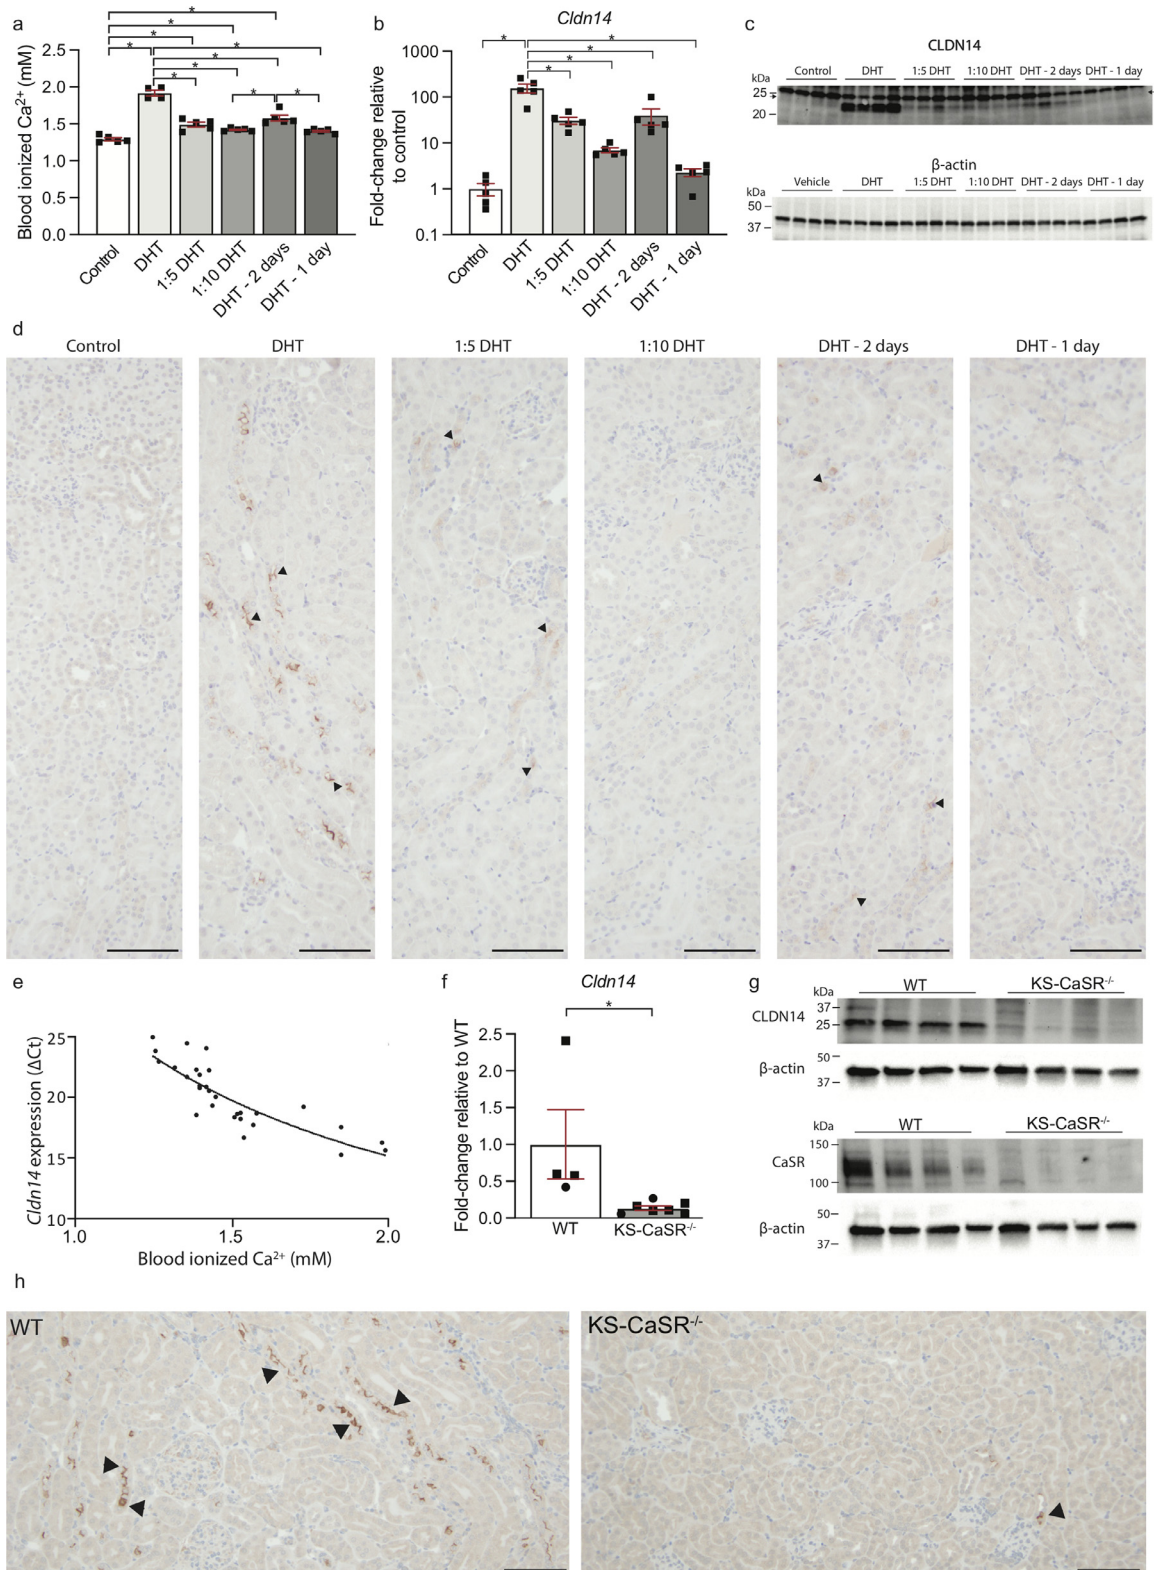 a
Blood ionized Ca²⁺ (mM)
2.5
2.0
1.5
1.0
0.5
0.0
* * *
* * *
* *
* *
Control
DHT
1:5 DHT
1:10 DHT
DHT - 2 days
DHT - 1 day
b
Cldn14
Fold-change relative
to control
1000
100
10
1
0.1
* *
*
*
*
Control
DHT
1:5 DHT
1:10 DHT
DHT - 2 days
DHT - 1 day
c
CLDN14
kDa
Control DHT 1:5 DHT 1:10 DHT DHT - 2 days DHT - 1 day
25
20
β-actin
kDa
Vehicle DHT 1:5 DHT 1:10 DHT DHT - 2 days DHT - 1 day
50
37
d
Control DHT 1:5 DHT 1:10 DHT DHT - 2 days DHT - 1 day
e
Cldn14 expression (ΔCt)
25
20
15
10
1.0 1.5 2.0
Blood ionized Ca²⁺ (mM)
f
Cldn14
*
Fold-change relative to WT
2.5
2.0
1.5
1.0
0.5
0.0
WT KS-CaSR⁻/⁻
g
kDa WT KS-CaSR⁻/⁻
CLDN14
37
25
β-actin
50
37
kDa WT KS-CaSR⁻/⁻
CaSR
150
100
β-actin
50
37
h
WT KS-CaSR⁻/⁻